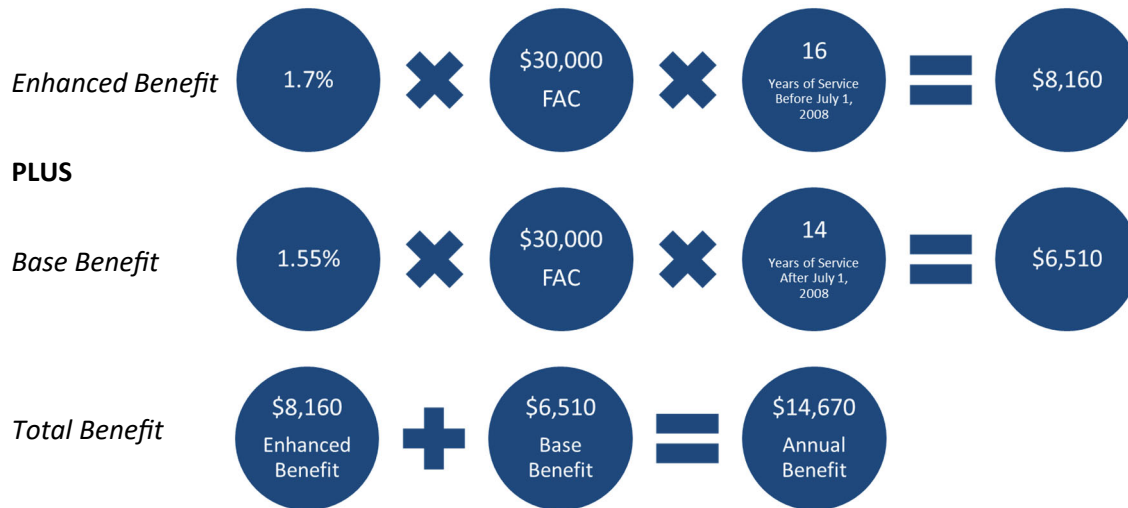 Enhanced Benefit
1.7%
$30,000
FAC
16
Years of Service
Before July 1,
2008
$8,160
PLUS
Base Benefit
1.55%
$30,000
FAC
14
Years of Service
After July 1,
2008
$6,510
Total Benefit
$8,160
Enhanced
Benefit
$6,510
Base
Benefit
$14,670
Annual
Benefit